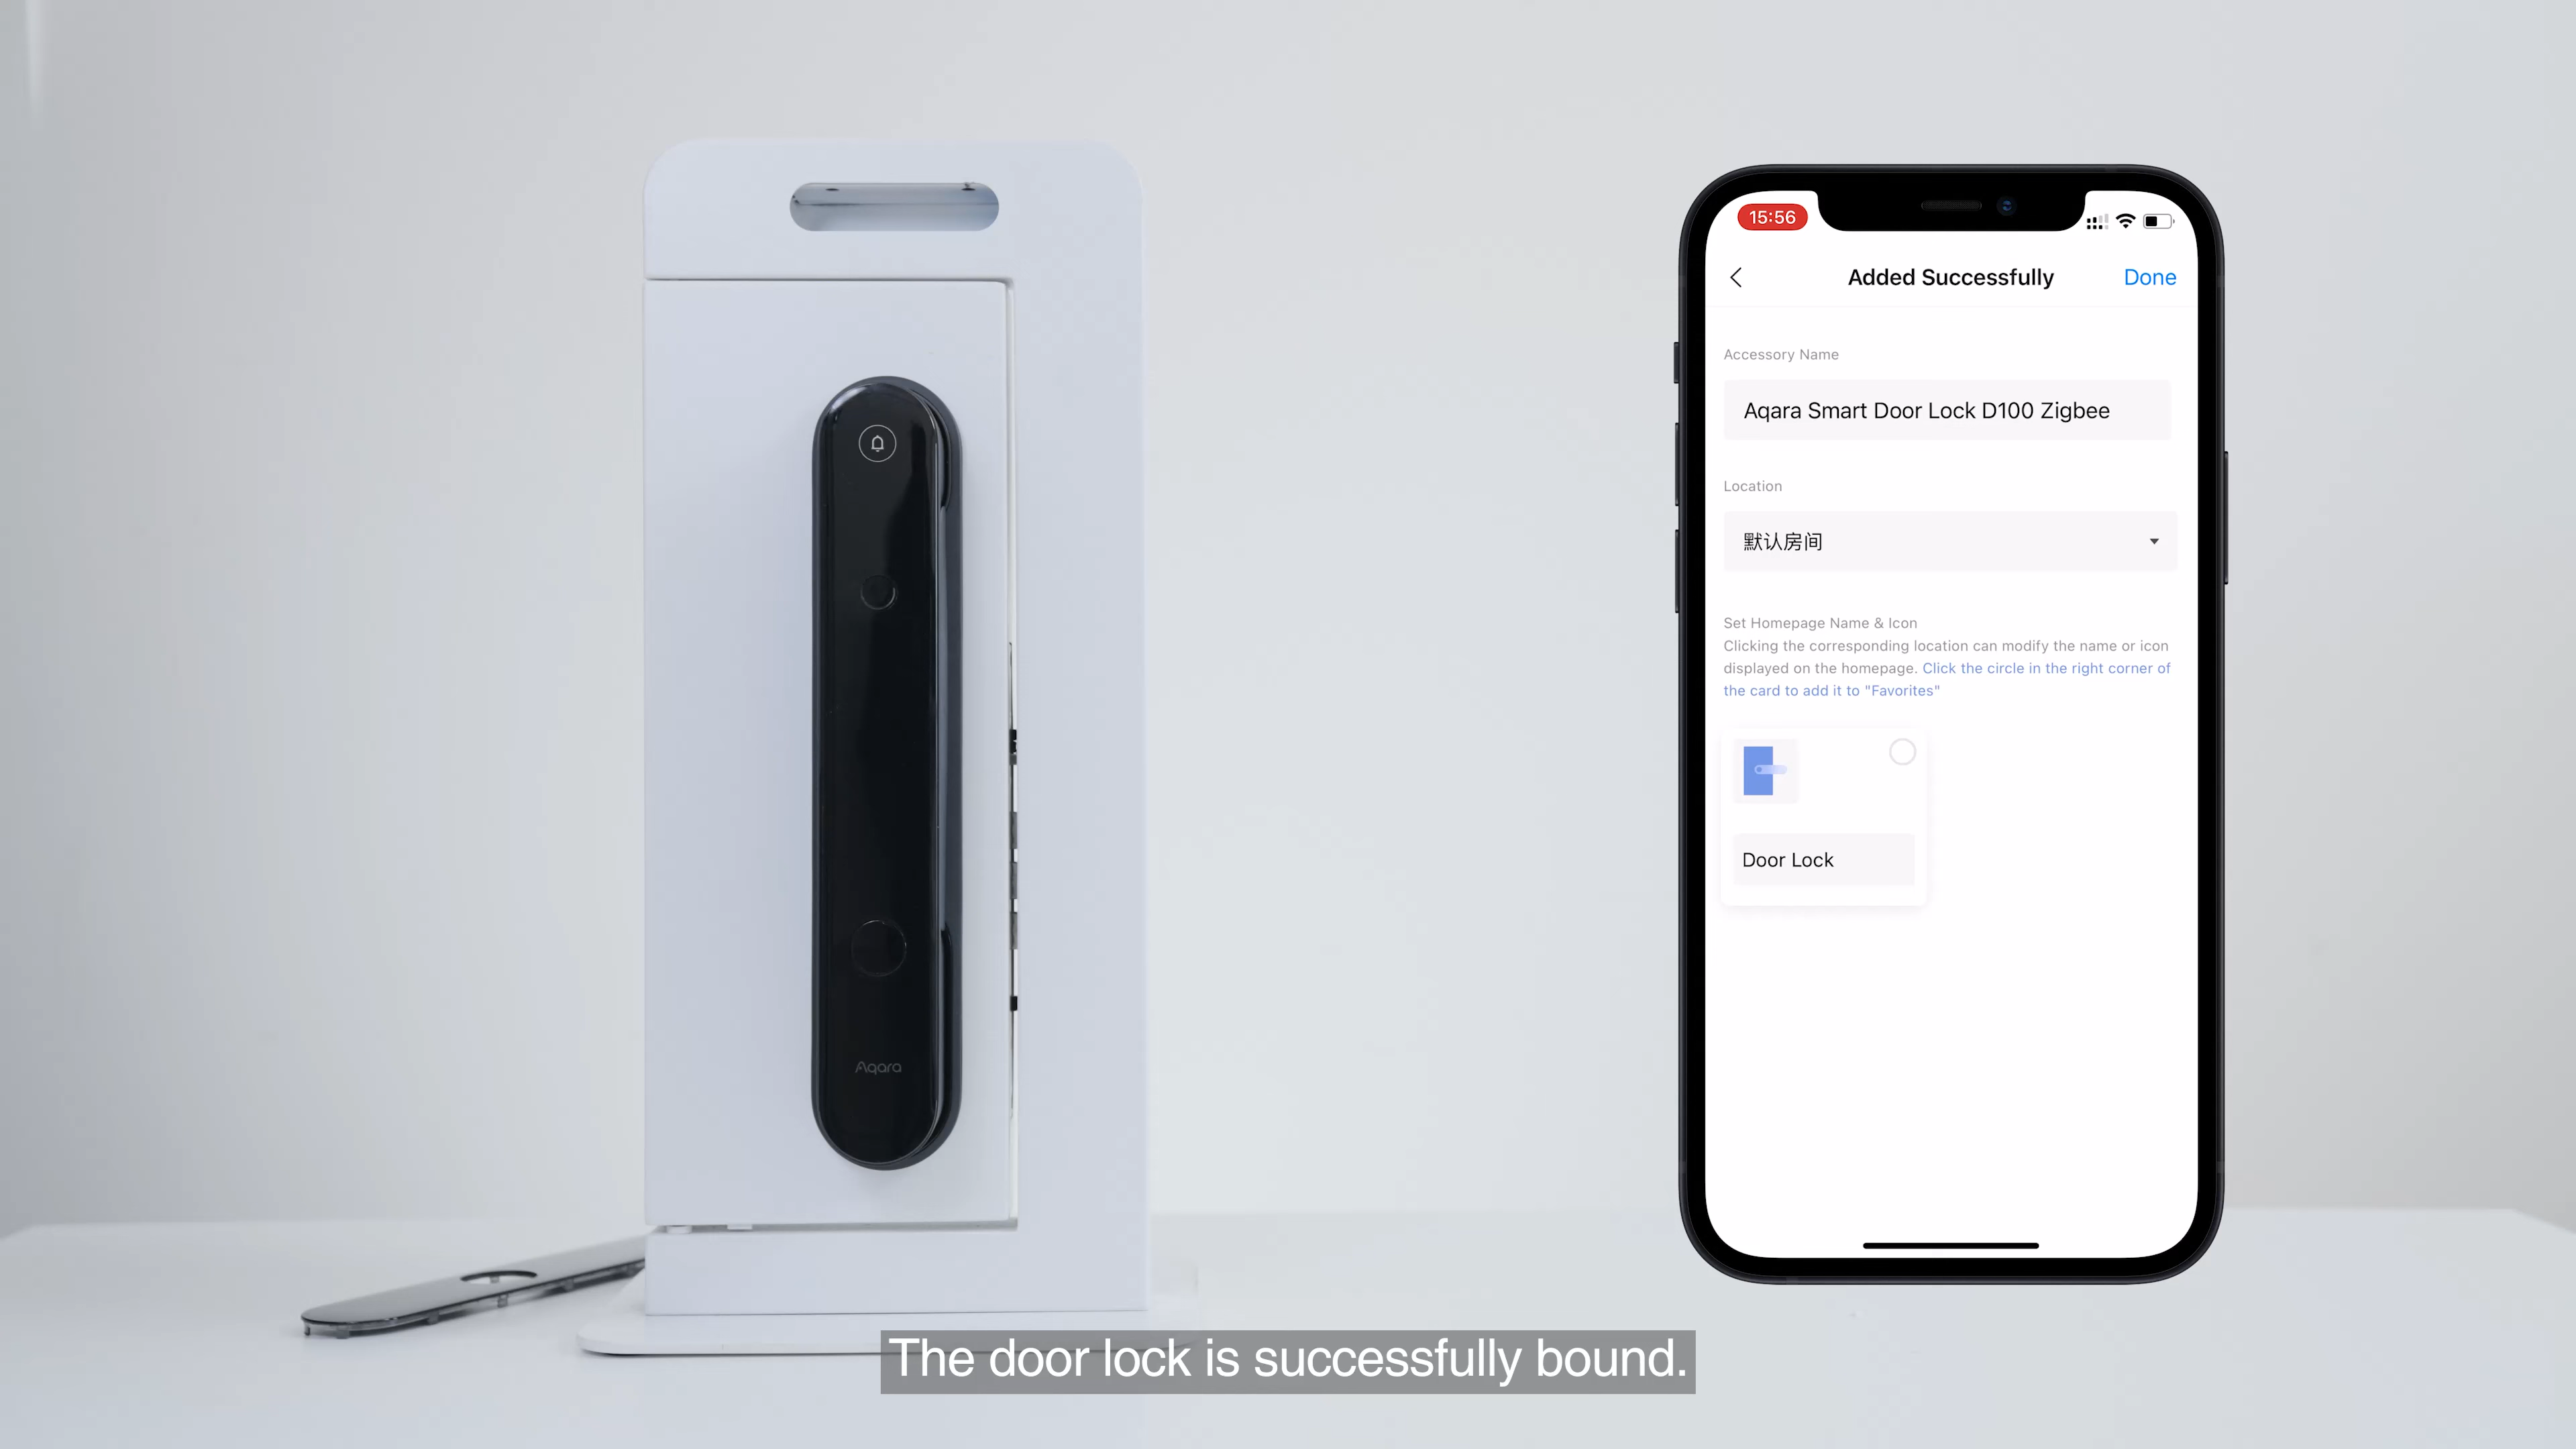 15:56
Added Successfully
Done
Accessory Name
Aqara Smart Door Lock D100 Zigbee
Location
默认房间
Set Homepage Name & Icon
Clicking the corresponding location can modify the name or icon
displayed on the homepage. Click the circle in the right corner of
the card to add it to "Favorites"
Door Lock
Aqara
The door lock is successfully bound.